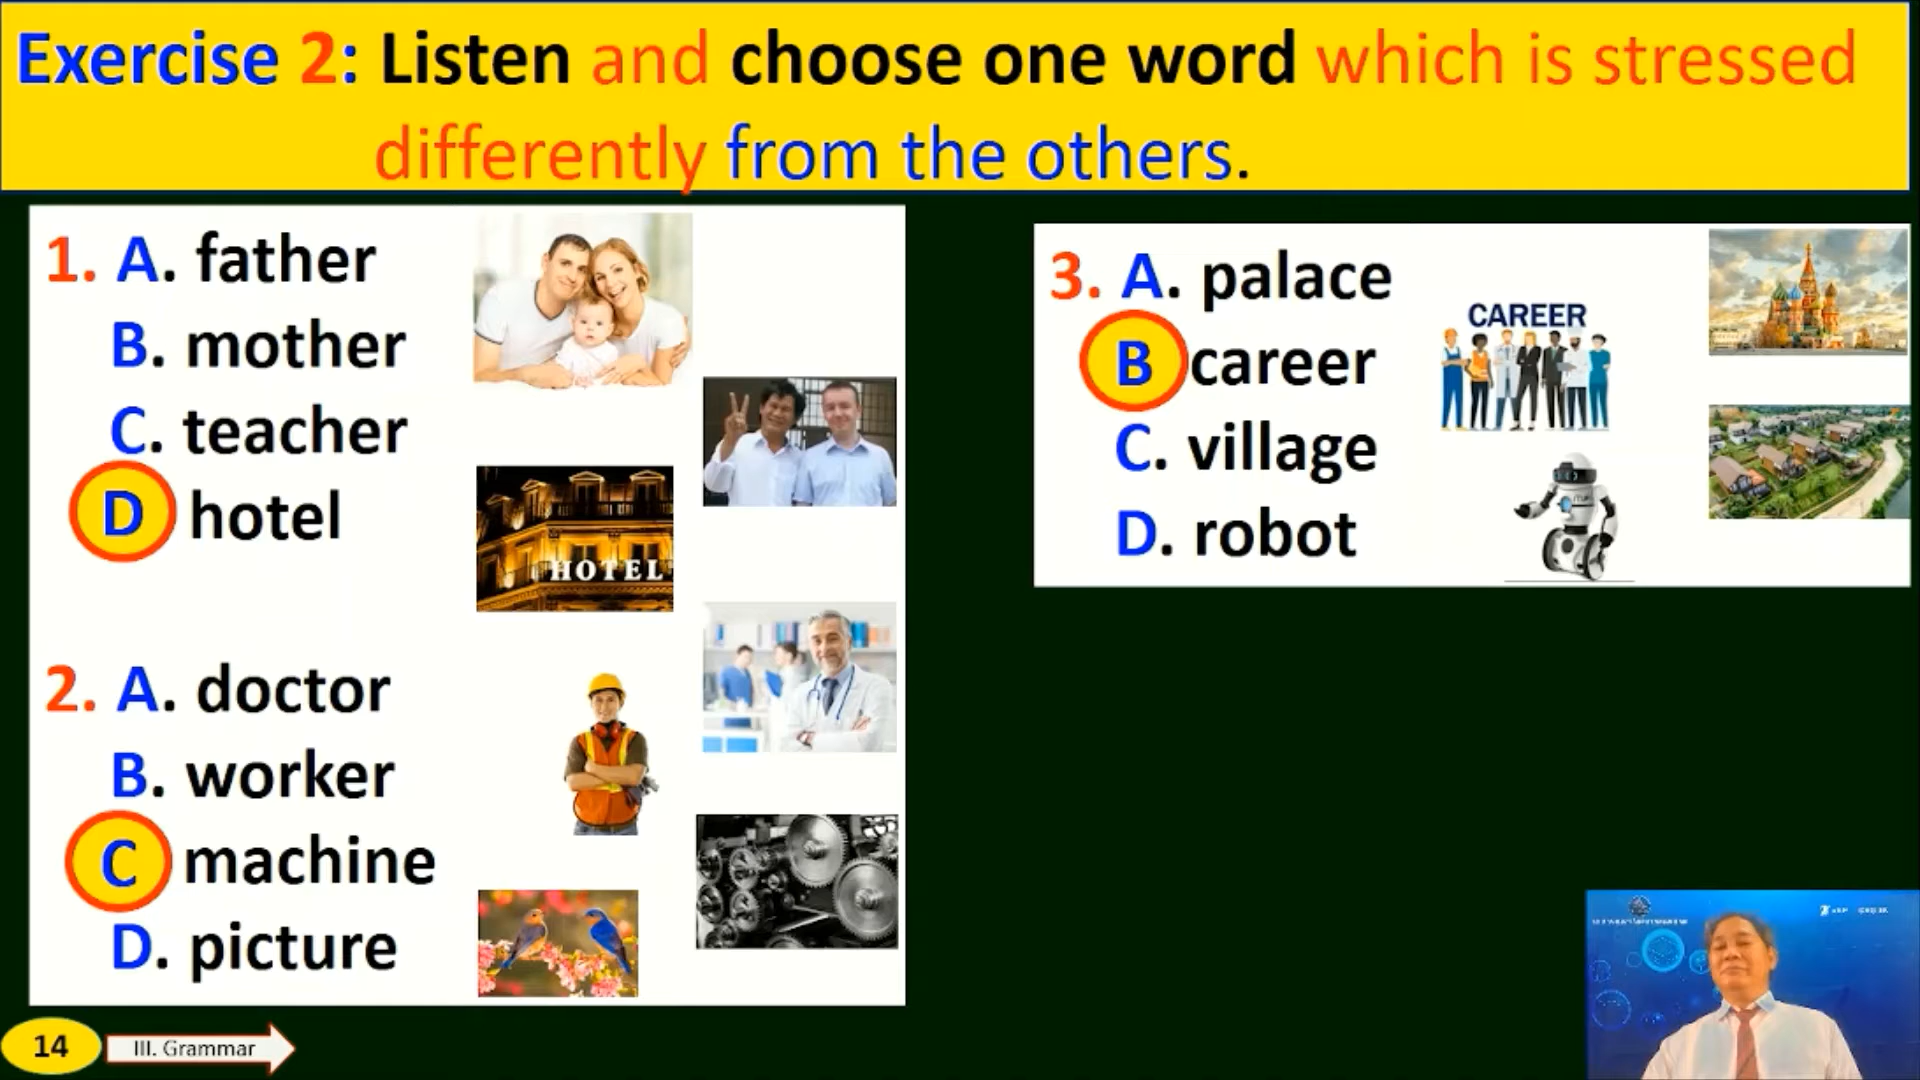 Exercise 2: Listen and choose one word which is stressed
differently from the others.
1. A. father
B. mother
C. teacher
D hotel
HOTEL
2. A. doctor
B. worker
C machine
D. picture
3. A. palace
B career
C. village
D. robot
CAREER
14
III. Grammar